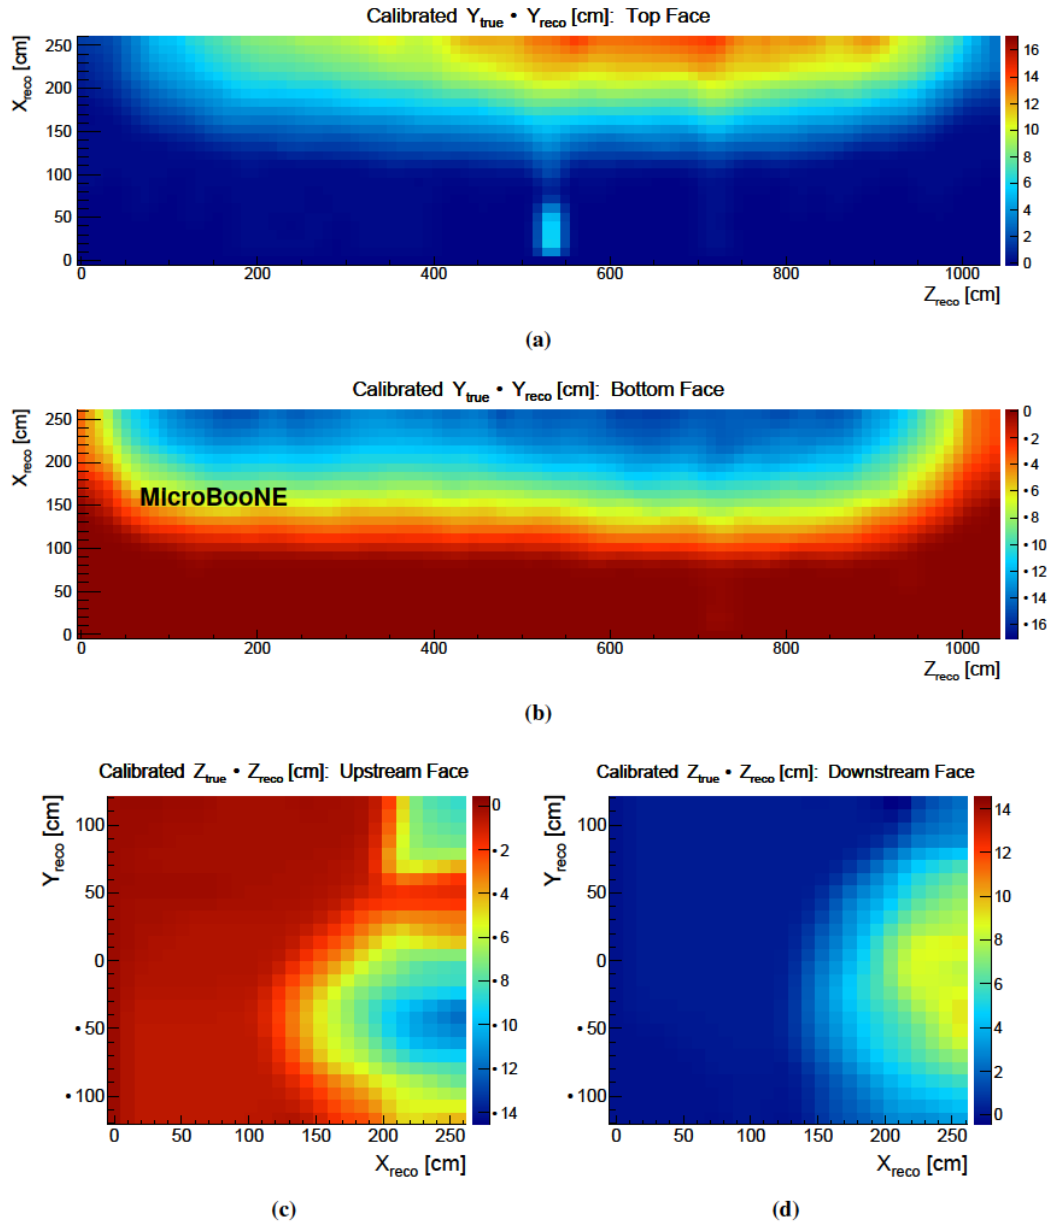 Calibrated Y_true • Y_reco [cm]: Top Face
X_reco [cm]
250
200
150
100
50
0
0 200 400 600 800 1000
Z_reco [cm]
16
14
12
10
8
6
4
2
0
(a)
Calibrated Y_true • Y_reco [cm]: Bottom Face
X_reco [cm]
250
200
150
100
50
0
MicroBooNE
0 200 400 600 800 1000
Z_reco [cm]
0
•2
•4
•6
•8
•10
•12
•14
•16
(b)
Calibrated Z_true • Z_reco [cm]: Upstream Face
Y_reco [cm]
100
50
0
•50
•100
0 50 100 150 200 250
X_reco [cm]
0
•2
•4
•6
•8
•10
•12
•14
(c)
Calibrated Z_true • Z_reco [cm]: Downstream Face
Y_reco [cm]
100
50
0
•50
•100
0 50 100 150 200 250
X_reco [cm]
14
12
10
8
6
4
2
0
(d)